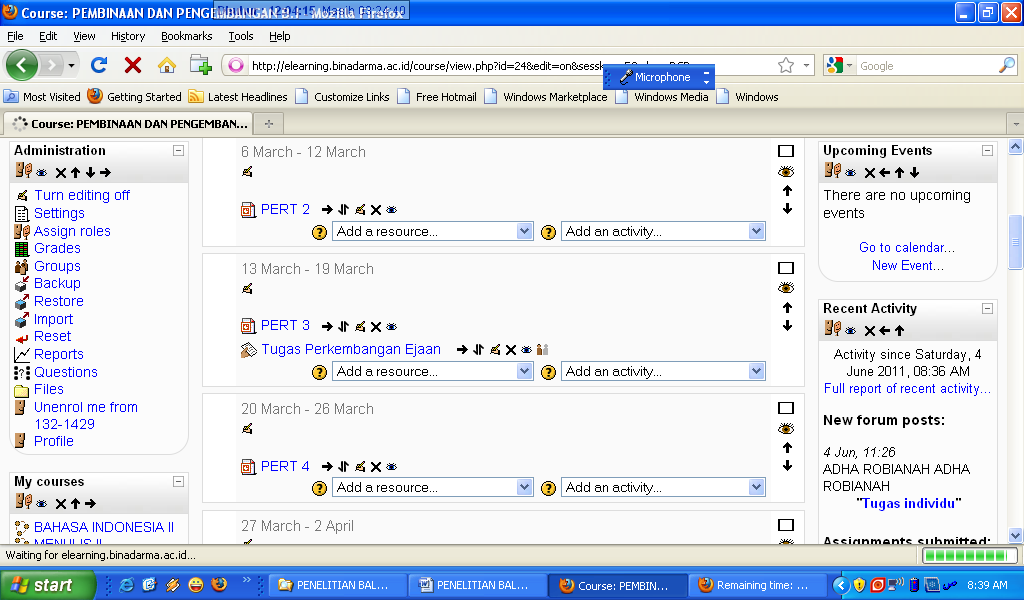 Course: PEMBINAAN DAN PENGEMBANGAN B... - Mozilla Firefox
File Edit View History Bookmarks Tools Help
http://elearning.binadarma.ac.id/course/view.php?id=24&edit=on&sessk
Google
Microphone
Most Visited Getting Started Latest Headlines Customize Links Free Hotmail Windows Marketplace Windows Media Windows
Course: PEMBINAAN DAN PENGEMBAN...
Administration
Turn editing off
Settings
Assign roles
Grades
Groups
Backup
Restore
Import
Reset
Reports
Questions
Files
Unenrol me from
132-1429
Profile
My courses
BAHASA INDONESIA II
MENULIS II
6 March - 12 March
PERT 2
Add a resource... Add an activity...
13 March - 19 March
PERT 3
Tugas Perkembangan Ejaan
Add a resource... Add an activity...
20 March - 26 March
PERT 4
Add a resource... Add an activity...
27 March - 2 April
Upcoming Events
There are no upcoming
events
Go to calendar...
New Event...
Recent Activity
Activity since Saturday, 4
June 2011, 08:36 AM
Full report of recent activity...
New forum posts:
4 Jun, 11:26
ADHA ROBIANAH ADHA
ROBIANAH
"Tugas individu"
Assignments submitted:
Waiting for elearning.binadarma.ac.id...
start
PENELITIAN BAL...
PENELITIAN BAL...
Course: PEMBIN...
Remaining time: ...
8:39 AM